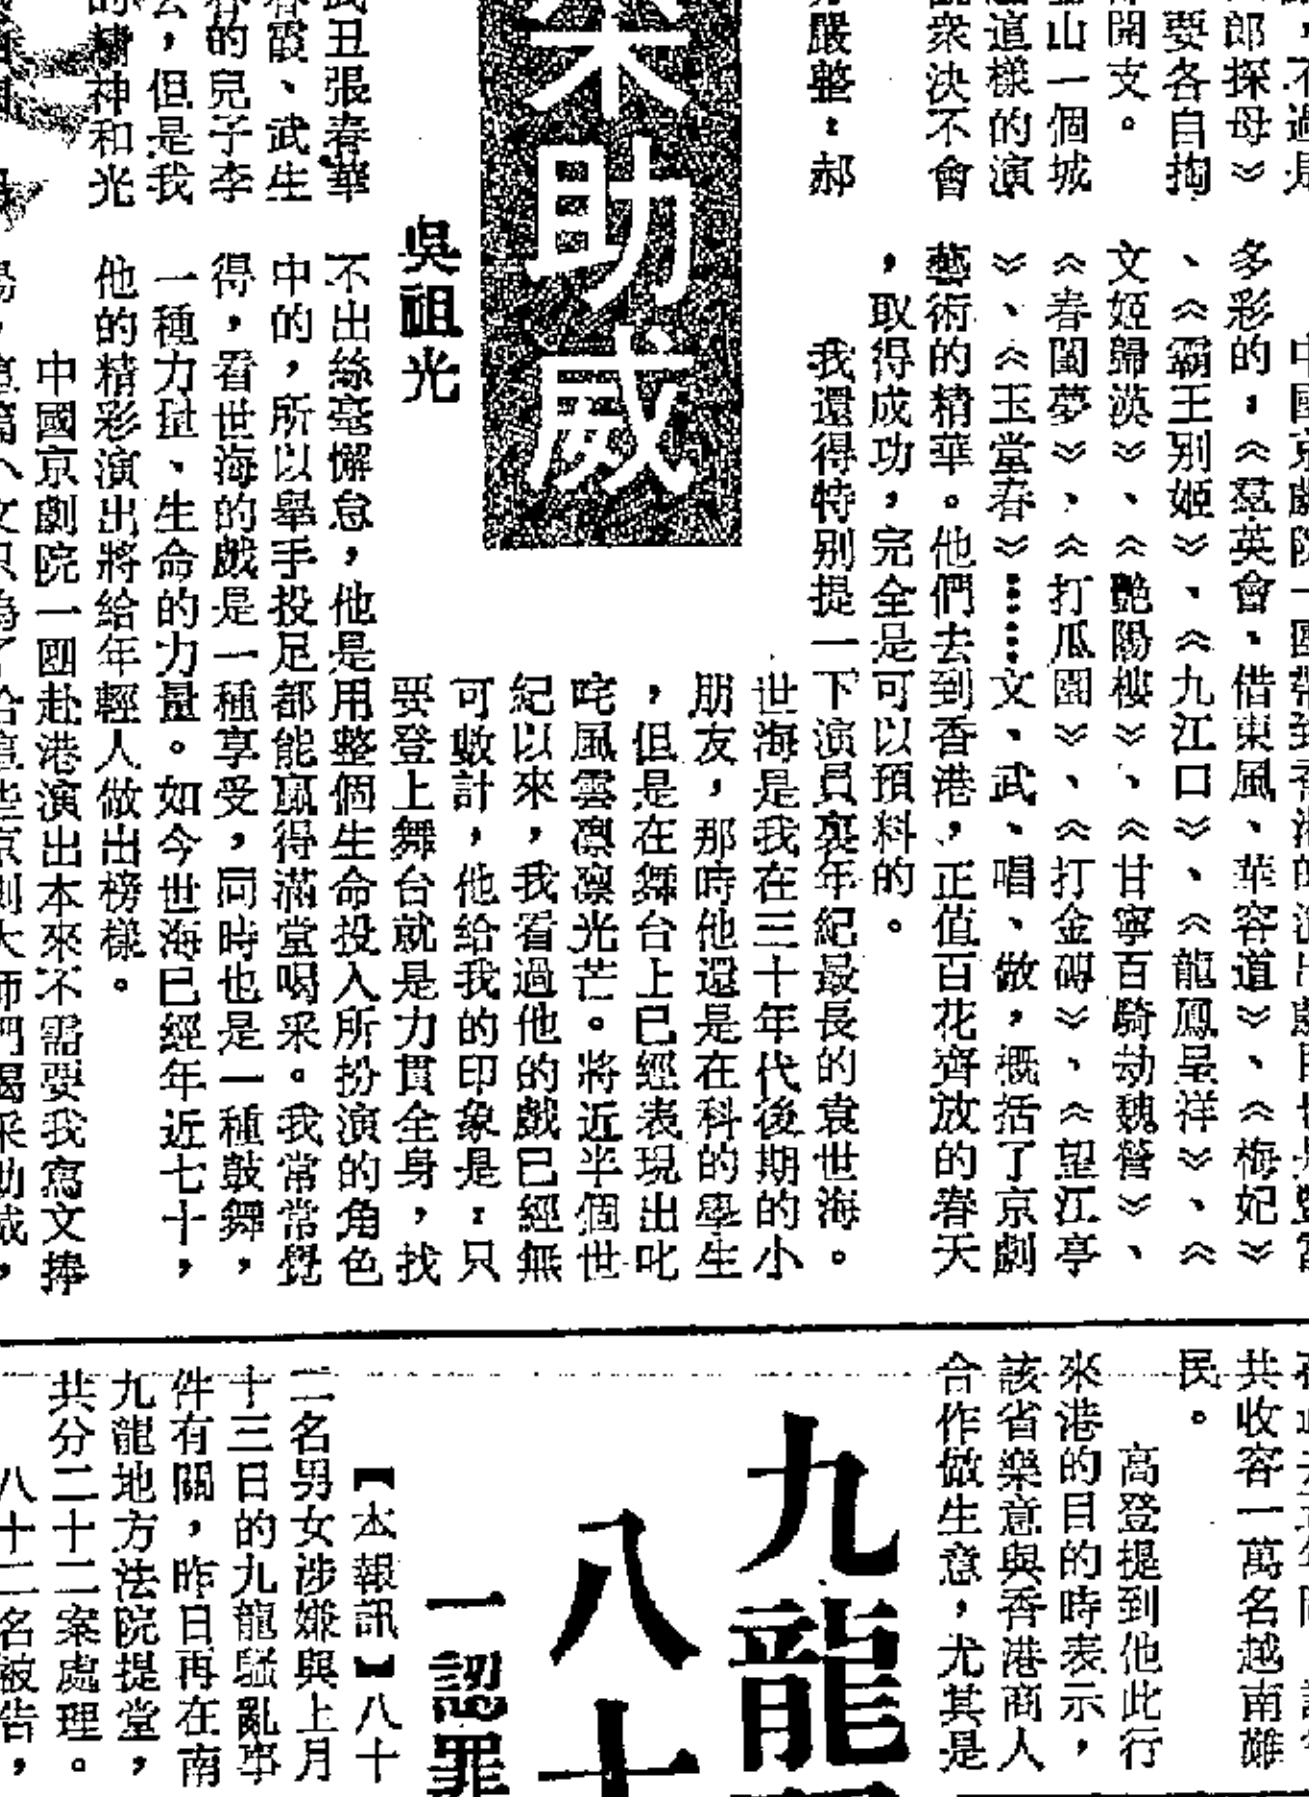 郎探母》
要各自掏
開支。
山一個城
這樣的演
衆決不會
嚴整：郝
采助威
吳祖光
武丑張春華
春霞、武生
春的兒子李
，但是我
的精神和光
多彩的：《羣英會、借東風、華容道》、《梅妃》
、《霸王別姬》、《九江口》、《龍鳳呈祥》、《
文姬歸漢》、《艷陽樓》、《甘寧百騎劫魏營》、
《春閨夢》、《打瓜園》、《打金磚》、《望江亭
》、《玉堂春》……文、武、唱、做，概括了京劇
藝術的精華。他們去到香港，正值百花齊放的春天
，取得成功，完全是可以預料的。
我還得特別提一下演員裏年紀最長的袁世海。
世海是我在三十年代後期的小
朋友，那時他還是在科的學生
，但是在舞台上已經表現出叱
咤風雲凜凜光芒。將近半個世
紀以來，我看過他的戲已經無
可數計，他給我的印象是：只
要登上舞台就是力貫全身，找
不出絲毫懈怠，他是用整個生命投入所扮演的角色
中的，所以舉手投足都能贏得滿堂喝采。我常常覺
得，看世海的戲是一種享受，同時也是一種鼓舞，
一種力量、生命的力量。如今世海已經年近七十，
他的精彩演出將給年輕人做出榜樣。
中國京劇院一團赴港演出本來不需要我寫文捧
共收容一萬名越南難
民。
高登提到他此行
來港的目的時表示，
該省樂意與香港商人
合作做生意，尤其是
九龍
八十
一認罪
【本報訊】八十
二名男女涉嫌與上月
十三日的九龍騷亂事
件有關，昨日再在南
九龍地方法院提堂，
共分二十二案處理。
八十二名被告，